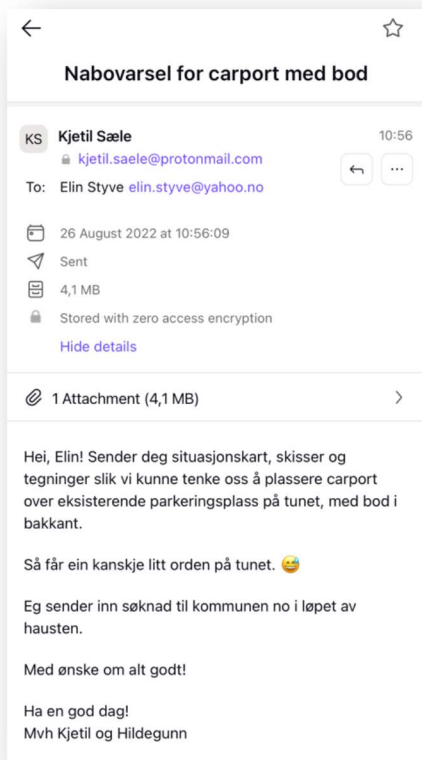 Nabovarsel for carport med bod
KS
Kjetil Sæle
10:56
kjetil.saele@protonmail.com
To: Elin Styve elin.styve@yahoo.no
26 August 2022 at 10:56:09
Sent
4,1 MB
Stored with zero access encryption
Hide details
1 Attachment (4,1 MB)
Hei, Elin! Sender deg situasjonskart, skisser og
tegninger slik vi kunne tenke oss å plassere carport
over eksisterende parkeringsplass på tunet, med bod i
bakkant.
Så får ein kanskje litt orden på tunet. 😅
Eg sender inn søknad til kommunen no i løpet av
hausten.
Med ønske om alt godt!
Ha en god dag!
Mvh Kjetil og Hildegunn